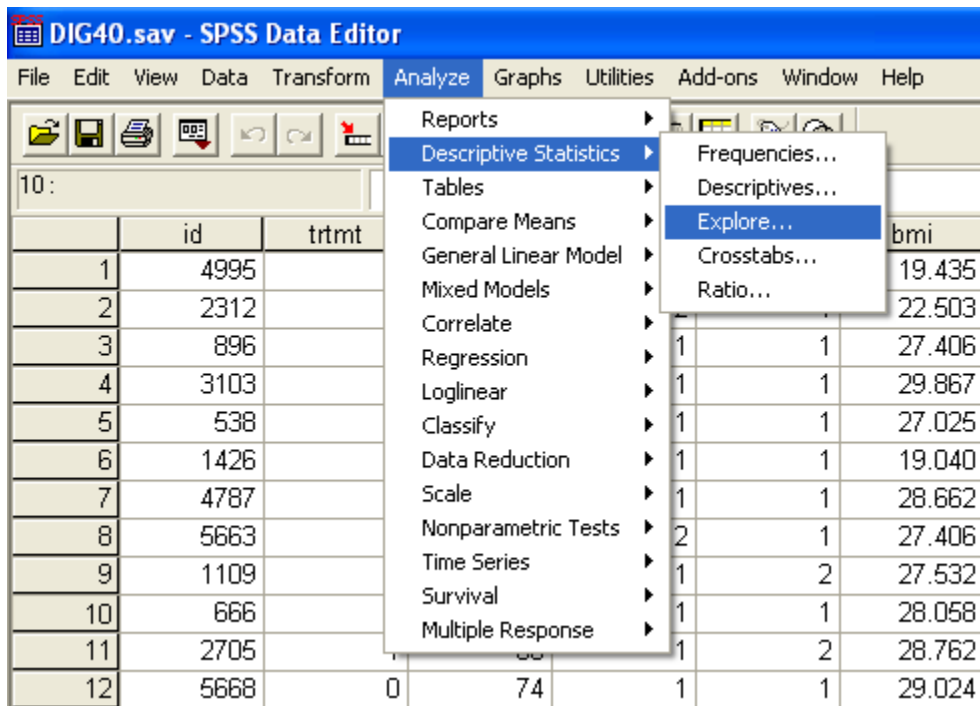 SPSS
DIG40.sav - SPSS Data Editor
File Edit View Data Transform Analyze Graphs Utilities Add-ons Window Help
10 :
Reports
Descriptive Statistics
Tables
Compare Means
General Linear Model
Mixed Models
Correlate
Regression
Loglinear
Classify
Data Reduction
Scale
Nonparametric Tests
Time Series
Survival
Multiple Response
Frequencies...
Descriptives...
Explore...
Crosstabs...
Ratio...
id trtmt bmi
1 4995 19.435
2 2312 22.503
3 896 1 1 27.406
4 3103 1 1 29.867
5 538 1 1 27.025
6 1426 1 1 19.040
7 4787 1 1 28.662
8 5663 2 1 27.406
9 1109 1 2 27.532
10 666 1 1 28.058
11 2705 1 2 28.762
12 5668 0 74 1 1 29.024